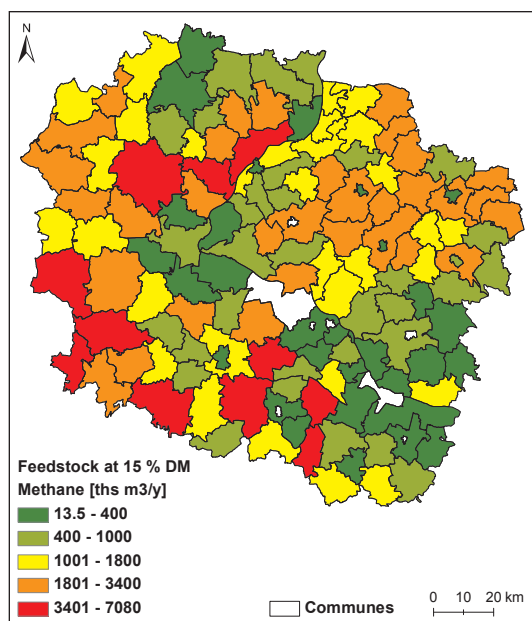 N
Feedstock at 15 % DM
Methane [ths m3/y]
13.5 - 400
400 - 1000
1001 - 1800
1801 - 3400
3401 - 7080
Communes
0 10 20 km